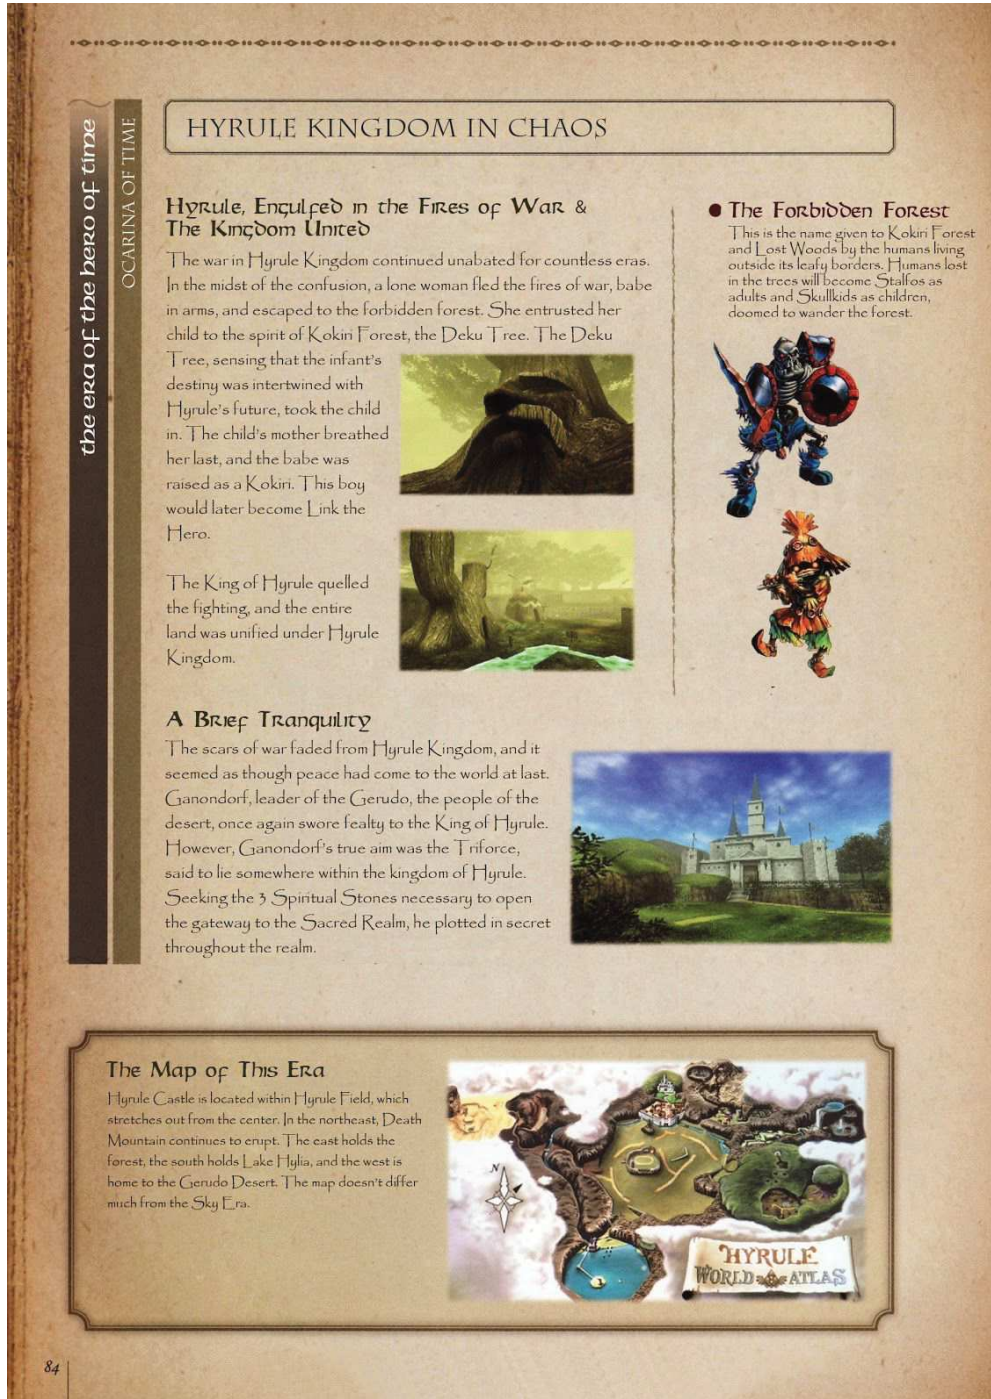 the era of the hero of time
OCARINA OF TIME
HYRULE KINGDOM IN CHAOS
Hyrule, Engulfed in the Fires of War &
The Kingdom United
The war in Hyrule Kingdom continued unabated for countless eras.
In the midst of the confusion, a lone woman fled the fires of war, babe
in arms, and escaped to the forbidden forest. She entrusted her
child to the spirit of Kokiri Forest, the Deku Tree. The Deku
Tree, sensing that the infant's
destiny was intertwined with
Hyrule's future, took the child
in. The child's mother breathed
her last, and the babe was
raised as a Kokiri. This boy
would later become Link the
Hero.
The King of Hyrule quelled
the fighting, and the entire
land was unified under Hyrule
Kingdom.
The Forbidden Forest
This is the name given to Kokiri Forest
and Lost Woods by the humans living
outside its leafy borders. Humans lost
in the trees will become Stalfos as
adults and Skullkids as children,
doomed to wander the forest.
A Brief Tranquility
The scars of war faded from Hyrule Kingdom, and it
seemed as though peace had come to the world at last.
Ganondorf, leader of the Gerudo, the people of the
desert, once again swore fealty to the King of Hyrule.
However, Ganondorf's true aim was the Triforce,
said to lie somewhere within the kingdom of Hyrule.
Seeking the 3 Spiritual Stones necessary to open
the gateway to the Sacred Realm, he plotted in secret
throughout the realm.
The Map of This Era
Hyrule Castle is located within Hyrule Field, which
stretches out from the center. In the northeast, Death
Mountain continues to erupt. The east holds the
forest, the south holds Lake Hylia, and the west is
home to the Gerudo Desert. The map doesn't differ
much from the Sky Era.
N
HYRULE
WORLD ATLAS
84